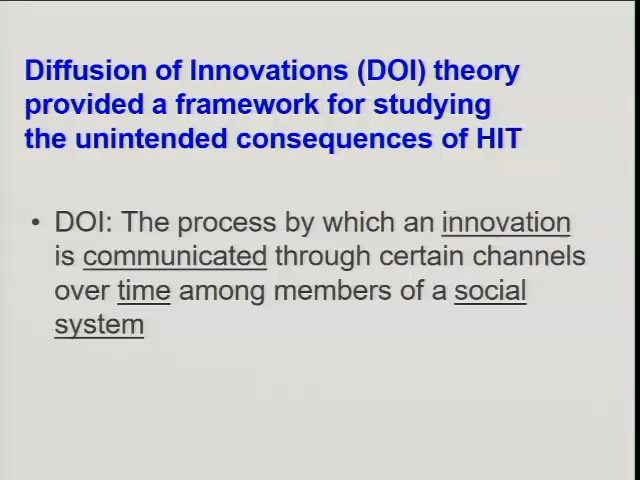 Diffusion of Innovations (DOI) theory
provided a framework for studying
the unintended consequences of HIT
• DOI: The process by which an innovation
is communicated through certain channels
over time among members of a social
system